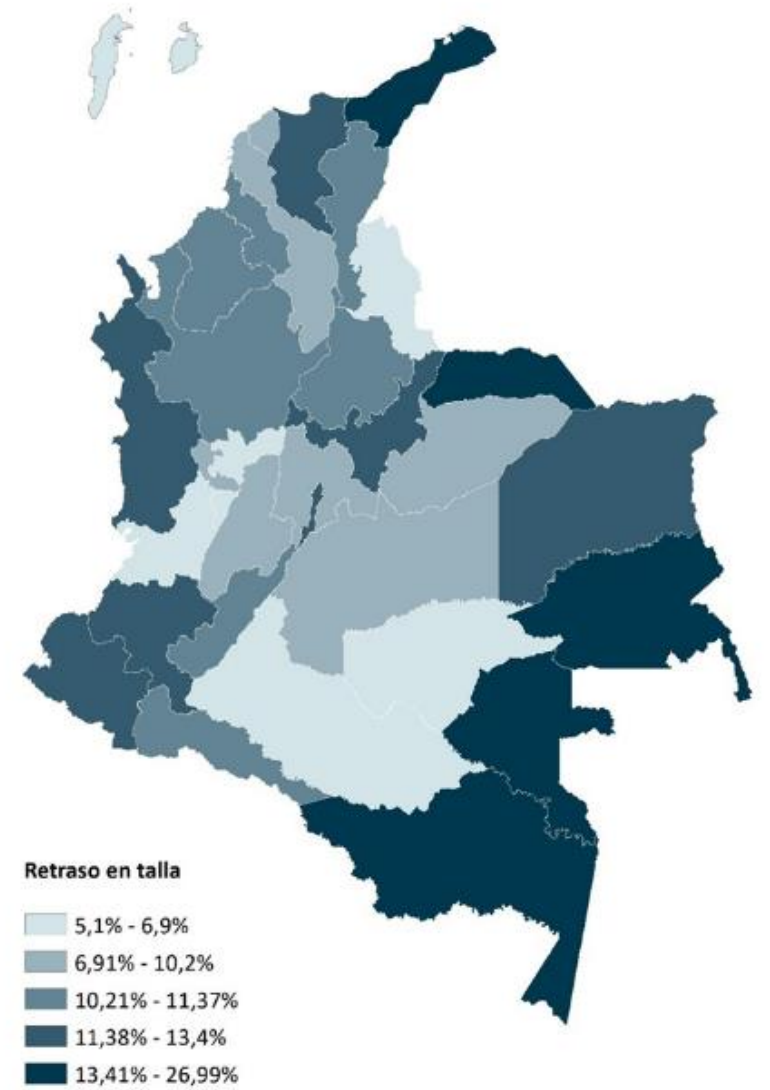 Retraso en talla
5,1% - 6,9%
6,91% - 10,2%
10,21% - 11,37%
11,38% - 13,4%
13,41% - 26,99%